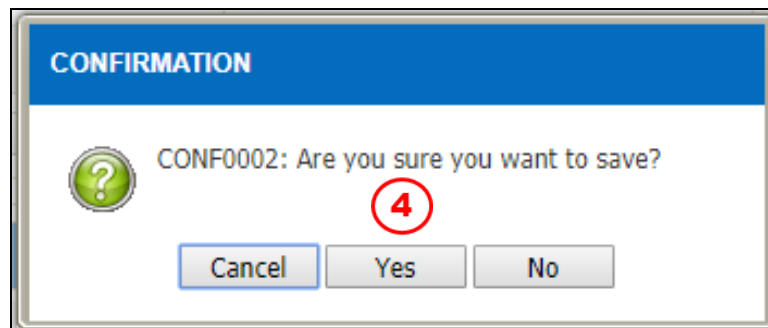 CONFIRMATION
CONF0002: Are you sure you want to save?
4
Cancel Yes No